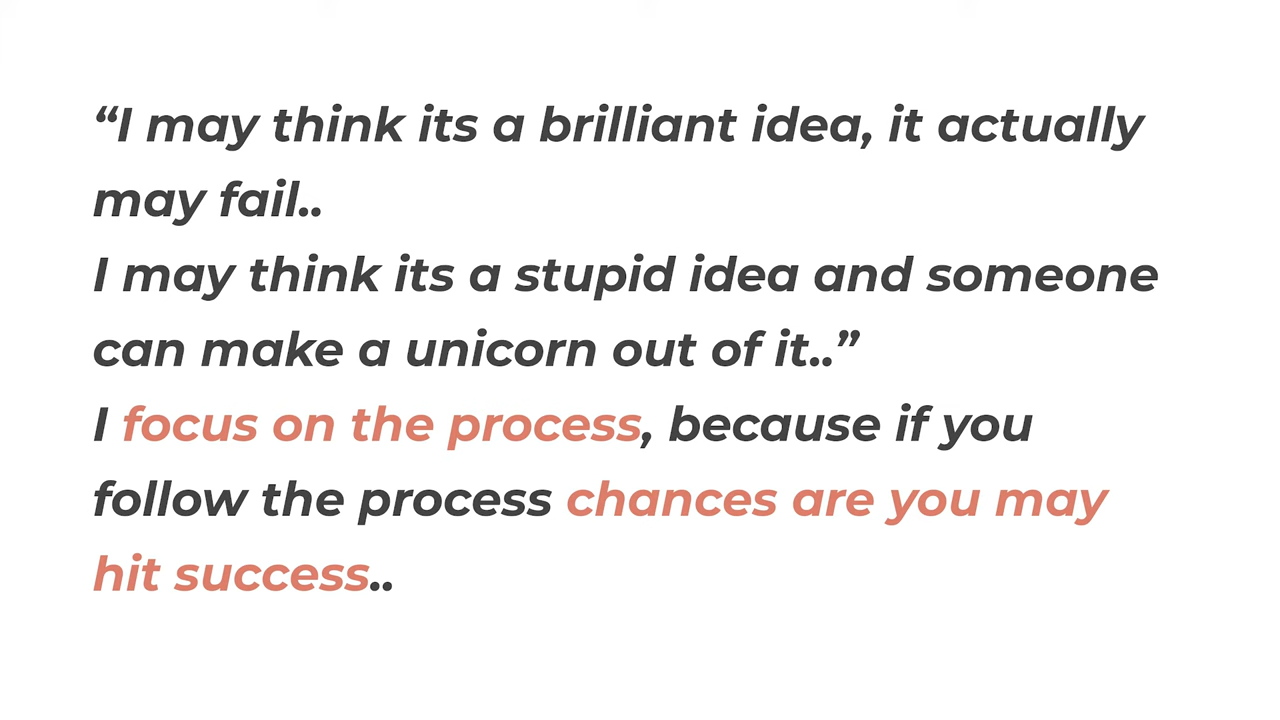 “I may think its a brilliant idea, it actually
may fail..
I may think its a stupid idea and someone
can make a unicorn out of it..”
I focus on the process, because if you
follow the process chances are you may
hit success..